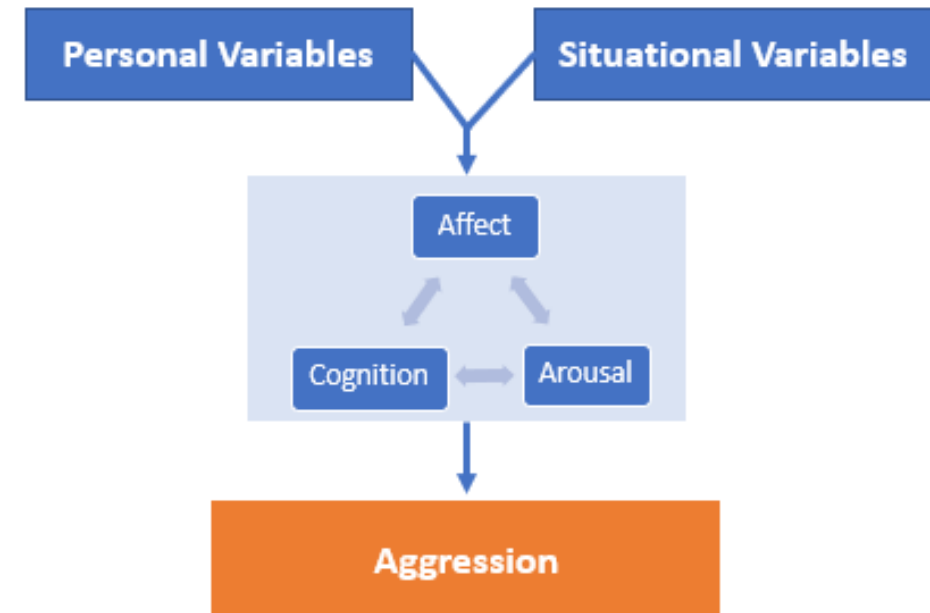 Personal Variables
Situational Variables
Affect
Cognition
Arousal
Aggression